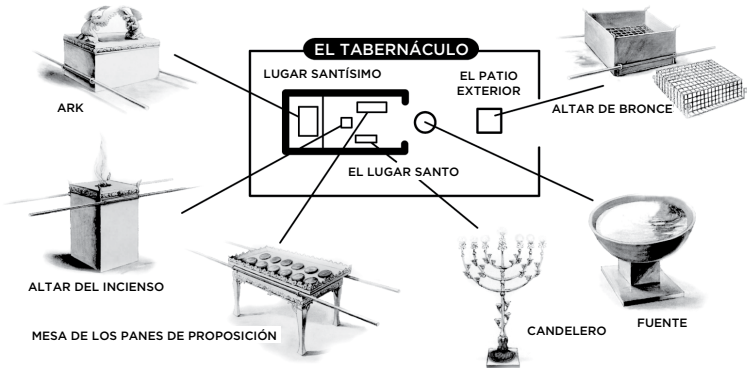 EL TABERNÁCULO
LUGAR SANTÍSIMO
EL PATIO
EXTERIOR
ARK
ALTAR DE BRONCE
EL LUGAR SANTO
ALTAR DEL INCIENSO
MESA DE LOS PANES DE PROPOSICIÓN
CANDELERO
FUENTE